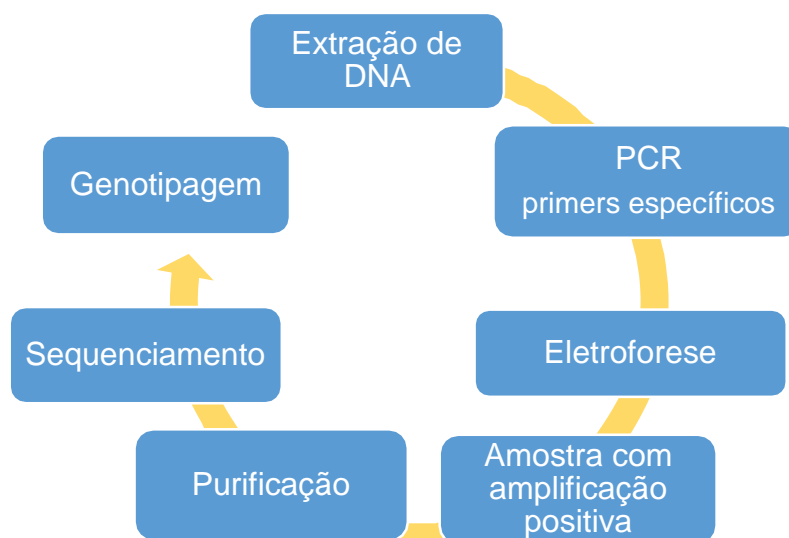 Extração de
DNA
PCR
primers específicos
Eletroforese
Amostra com
amplificação
positiva
Purificação
Sequenciamento
Genotipagem